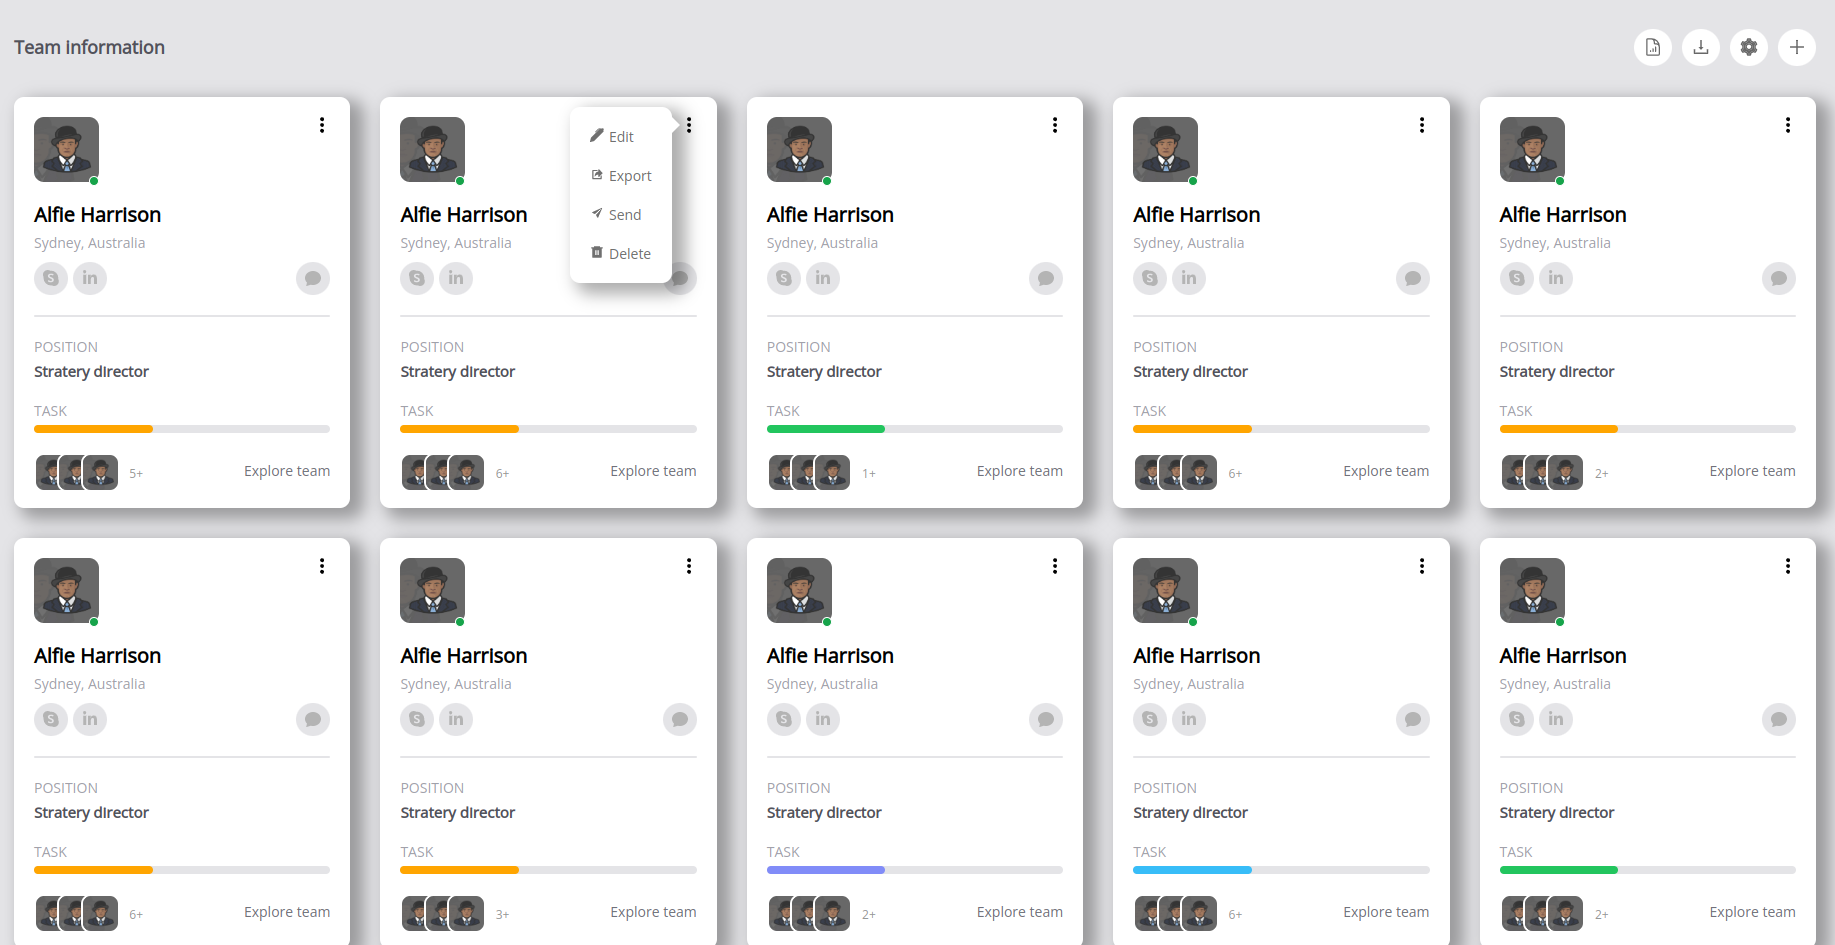 Team information
Alfie Harrison
Sydney, Australia
POSITION
Stratery director
TASK
5+
Explore team
Alfie Harrison
Sydney, Australia
Edit
Export
Send
Delete
POSITION
Stratery director
TASK
6+
Explore team
Alfie Harrison
Sydney, Australia
POSITION
Stratery director
TASK
1+
Explore team
Alfie Harrison
Sydney, Australia
POSITION
Stratery director
TASK
6+
Explore team
Alfie Harrison
Sydney, Australia
POSITION
Stratery director
TASK
2+
Explore team
Alfie Harrison
Sydney, Australia
POSITION
Stratery director
TASK
6+
Explore team
Alfie Harrison
Sydney, Australia
POSITION
Stratery director
TASK
3+
Explore team
Alfie Harrison
Sydney, Australia
POSITION
Stratery director
TASK
2+
Explore team
Alfie Harrison
Sydney, Australia
POSITION
Stratery director
TASK
6+
Explore team
Alfie Harrison
Sydney, Australia
POSITION
Stratery director
TASK
2+
Explore team